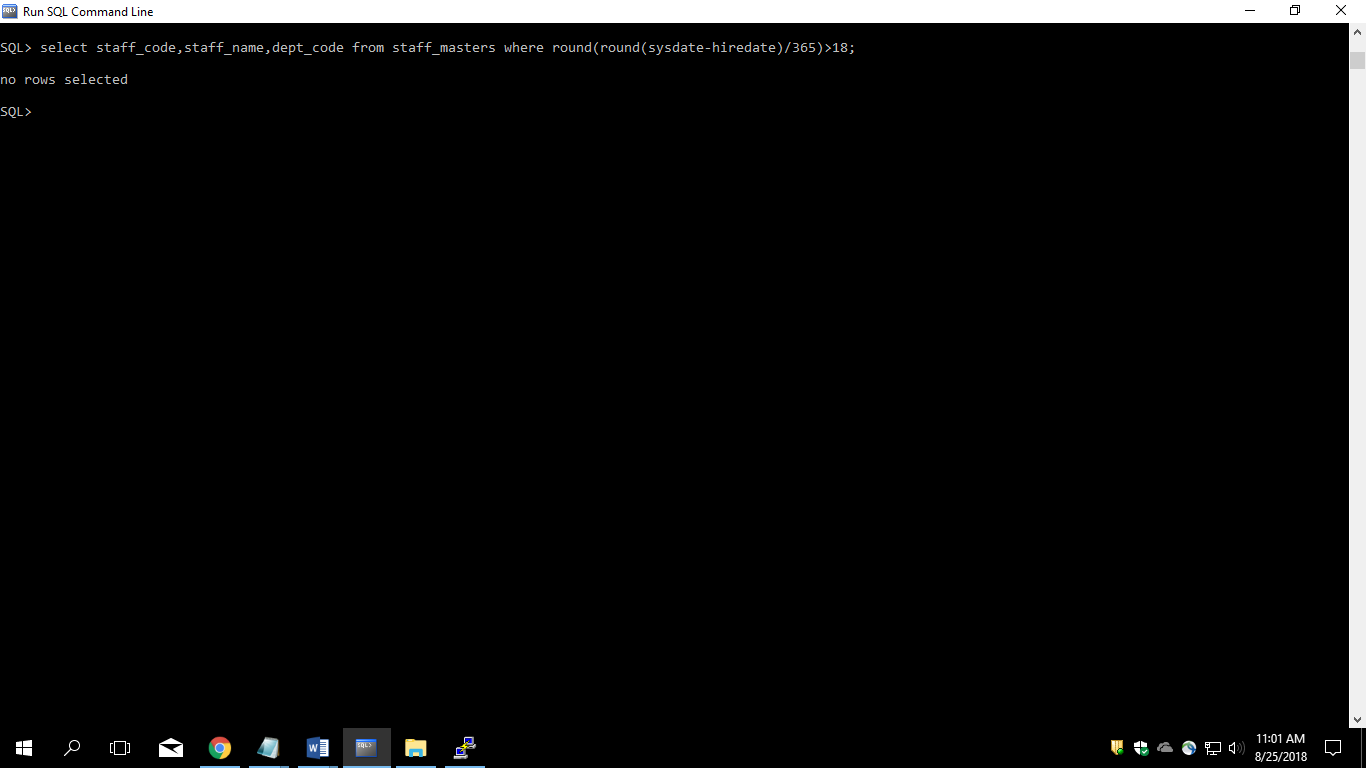 Run SQL Command Line
SQL> select staff_code,staff_name,dept_code from staff_masters where round(round(sysdate-hiredate)/365)>18;
no rows selected
SQL>
11:01 AM
8/25/2018